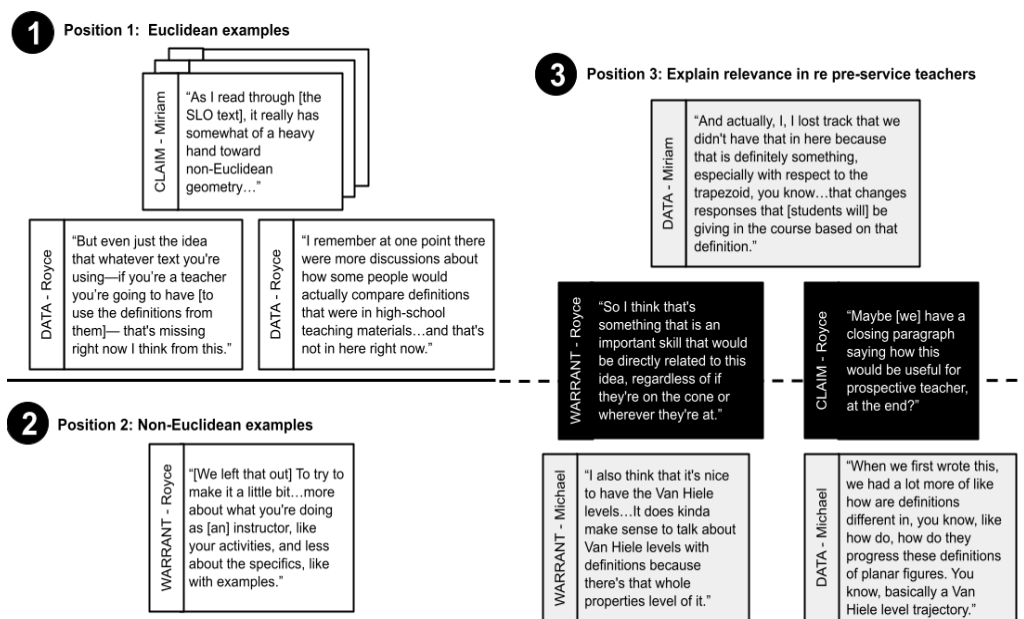 1
Position 1: Euclidean examples
CLAIM - Miriam
“As I read through [the
SLO text], it really has
somewhat of a heavy
hand toward
non-Euclidean
geometry…”
DATA - Royce
“But even just the idea
that whatever text you're
using—if you’re a teacher
you’re going to have [to
use the definitions from
them]— that's missing
right now I think from this.”
DATA - Royce
“I remember at one point there
were more discussions about
how some people would
actually compare definitions
that were in high-school
teaching materials…and that's
not in here right now.”
2
Position 2: Non-Euclidean examples
WARRANT - Royce
“[We left that out] To try to
make it a little bit…more
about what you're doing
as [an] instructor, like
your activities, and less
about the specifics, like
with examples.”
3
Position 3: Explain relevance in re pre-service teachers
DATA - Miriam
“And actually, I, I lost track that we
didn't have that in here because
that is definitely something,
especially with respect to the
trapezoid, you know…that changes
responses that [students will] be
giving in the course based on that
definition.”
WARRANT - Royce
“So I think that's
something that is an
important skill that would
be directly related to this
idea, regardless of if
they're on the cone or
wherever they're at.”
CLAIM - Royce
“Maybe [we] have a
closing paragraph
saying how this
would be useful for
prospective teacher,
at the end?”
WARRANT - Michael
“I also think that it's nice
to have the Van Hiele
levels…It does kinda
make sense to talk about
Van Hiele levels with
definitions because
there's that whole
properties level of it.”
DATA - Michael
“When we first wrote this,
we had a lot more of like
how are definitions
different in, you know, like
how do, how do they
progress these definitions
of planar figures. You
know, basically a Van
Hiele level trajectory.”